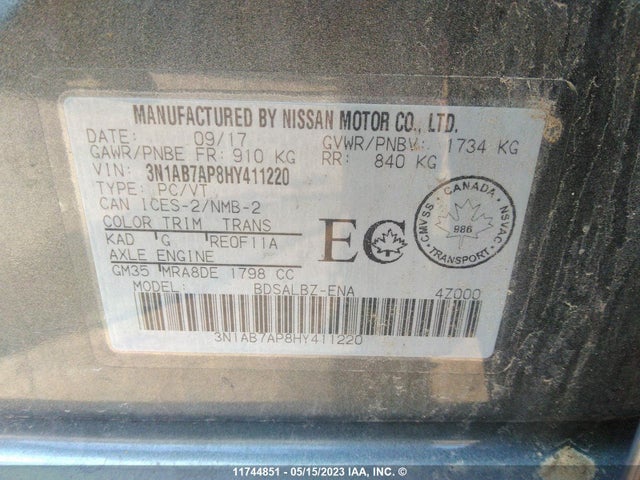 MANUFACTURED BY NISSAN MOTOR CO., LTD.
DATE: 09/17 GVWR/PNBV: 1734 KG
GAWR/PNBE FR: 910 KG RR: 840 KG
VIN: 3N1AB7AP8HY411220
TYPE: PC/VT
CAN ICES-2/NMB-2
COLOR TRIM TRANS
KAD G RE0F11A
AXLE ENGINE
GM35 MRA8DE 1798 CC
MODEL: BDSALBZ-ENA 4Z000
3N1AB7AP8HY411220
EC
CANADA
CMVSS NSVAC
986
TRANSPORT
11744851 - 05/15/2023 IAA, INC. ©